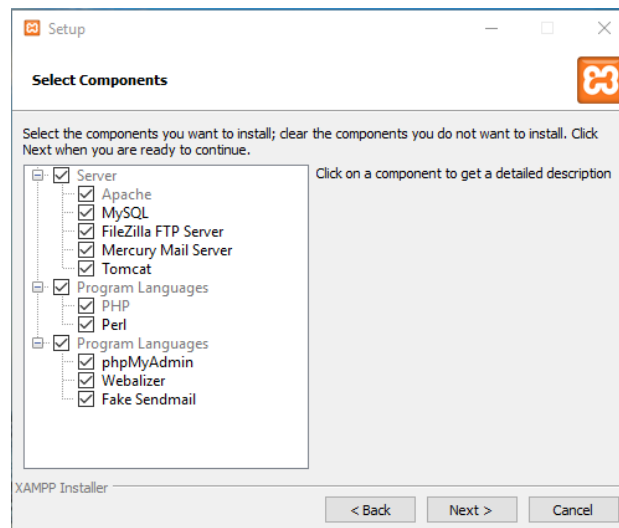 Setup
Select Components
Select the components you want to install; clear the components you do not want to install. Click
Next when you are ready to continue.
Click on a component to get a detailed description
Server
Apache
MySQL
FileZilla FTP Server
Mercury Mail Server
Tomcat
Program Languages
PHP
Perl
Program Languages
phpMyAdmin
Webalizer
Fake Sendmail
XAMPP Installer
< Back
Next >
Cancel